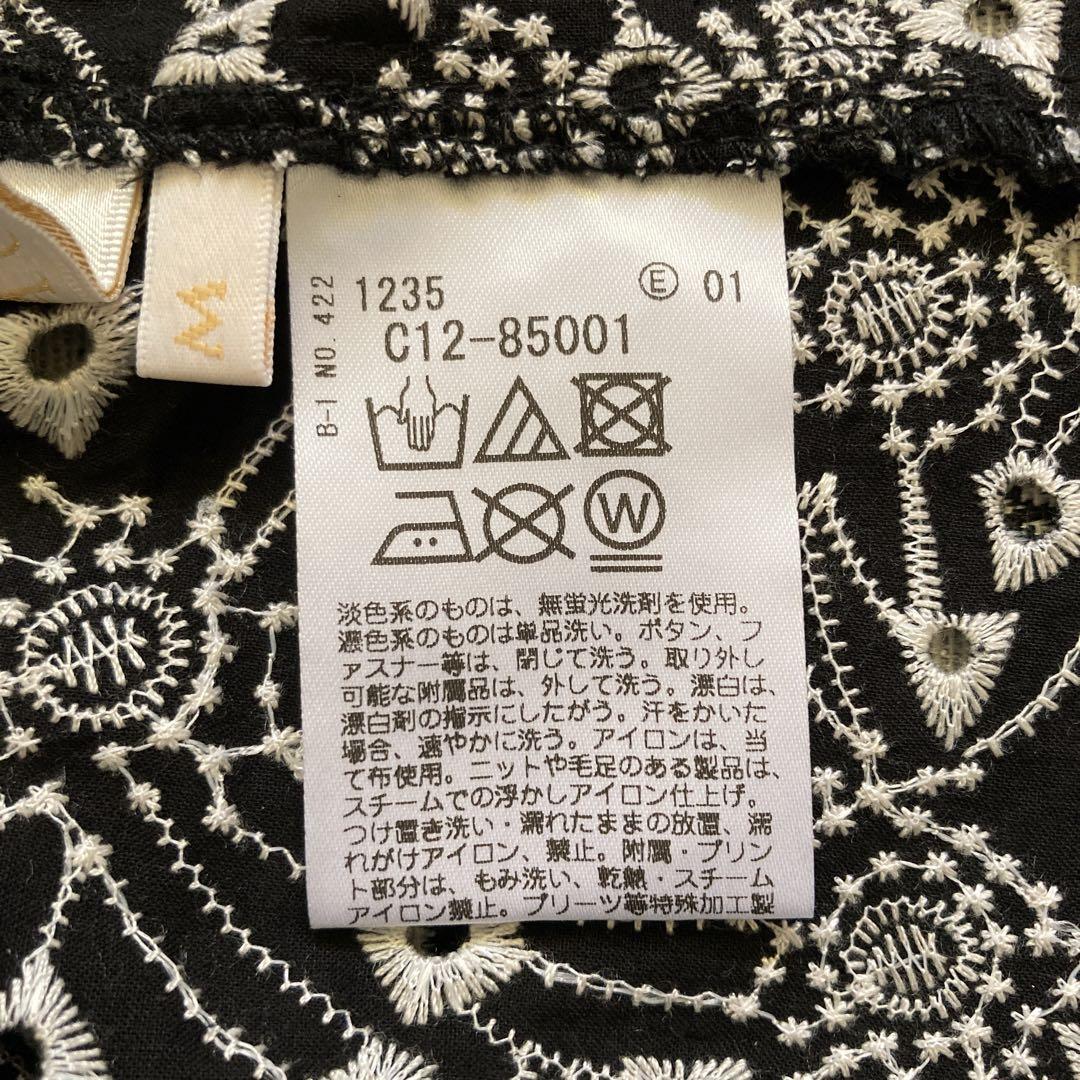 M
B-1 NO. 422
1235 Ⓔ 01
C12-85001
W
淡色系のものは、無蛍光洗剤を使用。
濃色系のものは単品洗い。ボタン、フ
ァスナー等は、閉じて洗う。取り外し
可能な附属品は、外して洗う。漂白は、
漂白剤の指示にしたがう。汗をかいた
場合、速やかに洗う。アイロンは、当
て布使用。ニットや毛足のある製品は、
スチームでの浮かしアイロン仕上げ。
つけ置き洗い・濡れたままの放置、濡
れがけアイロン、禁止。附属・プリン
ト部分は、もみ洗い、乾熱・スチーム
アイロン禁止。プリーツ等特殊加工製